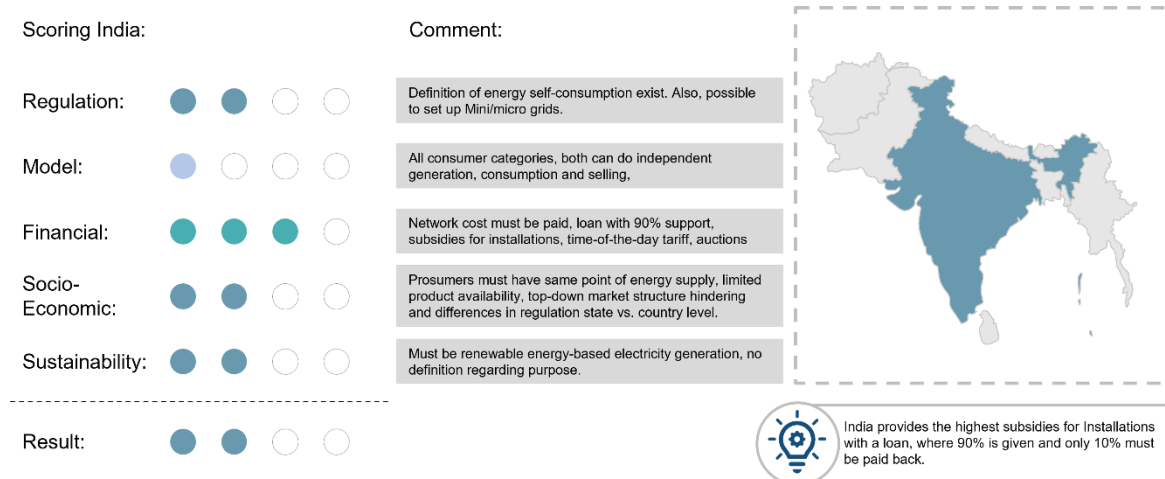 Scoring India:
Comment:
Regulation:
Definition of energy self-consumption exist. Also, possible
to set up Mini/micro grids.
Model:
All consumer categories, both can do independent
generation, consumption and selling,
Financial:
Network cost must be paid, loan with 90% support,
subsidies for installations, time-of-the-day tariff, auctions
Socio-
Economic:
Prosumers must have same point of energy supply, limited
product availability, top-down market structure hindering
and differences in regulation state vs. country level.
Sustainability:
Must be renewable energy-based electricity generation, no
definition regarding purpose.
Result:
India provides the highest subsidies for Installations
with a loan, where 90% is given and only 10% must
be paid back.